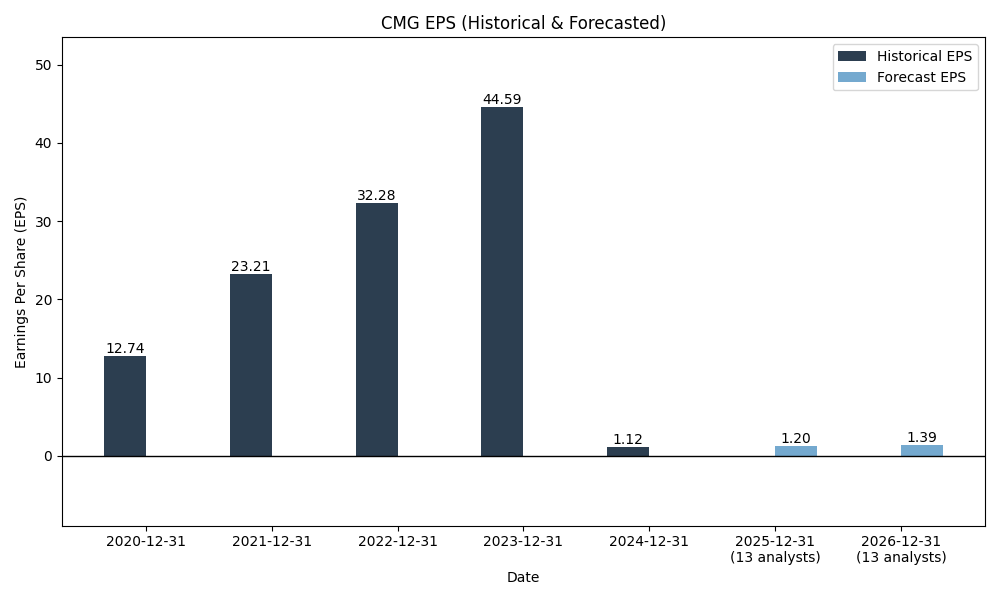 CMG EPS (Historical & Forecasted)
Historical EPS
Forecast EPS
Earnings Per Share (EPS)
50
40
30
20
10
0
12.74
23.21
32.28
44.59
1.12
1.20
1.39
2020-12-31
2021-12-31
2022-12-31
2023-12-31
2024-12-31
2025-12-31
(13 analysts)
2026-12-31
(13 analysts)
Date